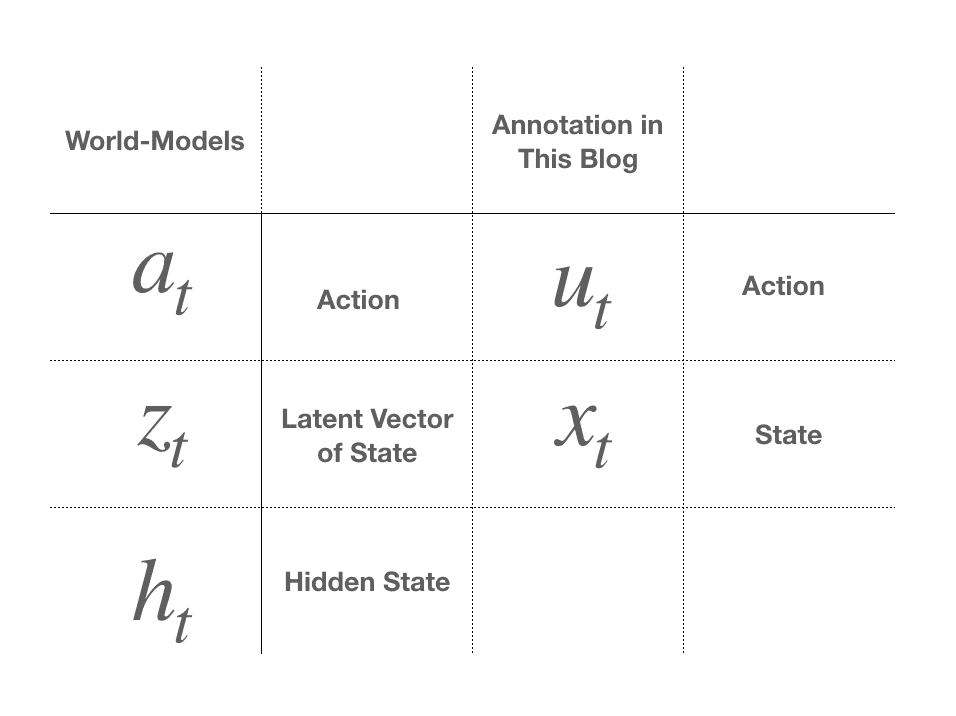 World-Models
Annotation in
This Blog
a_t
Action
u_t
Action
z_t
Latent Vector
of State
x_t
State
h_t
Hidden State